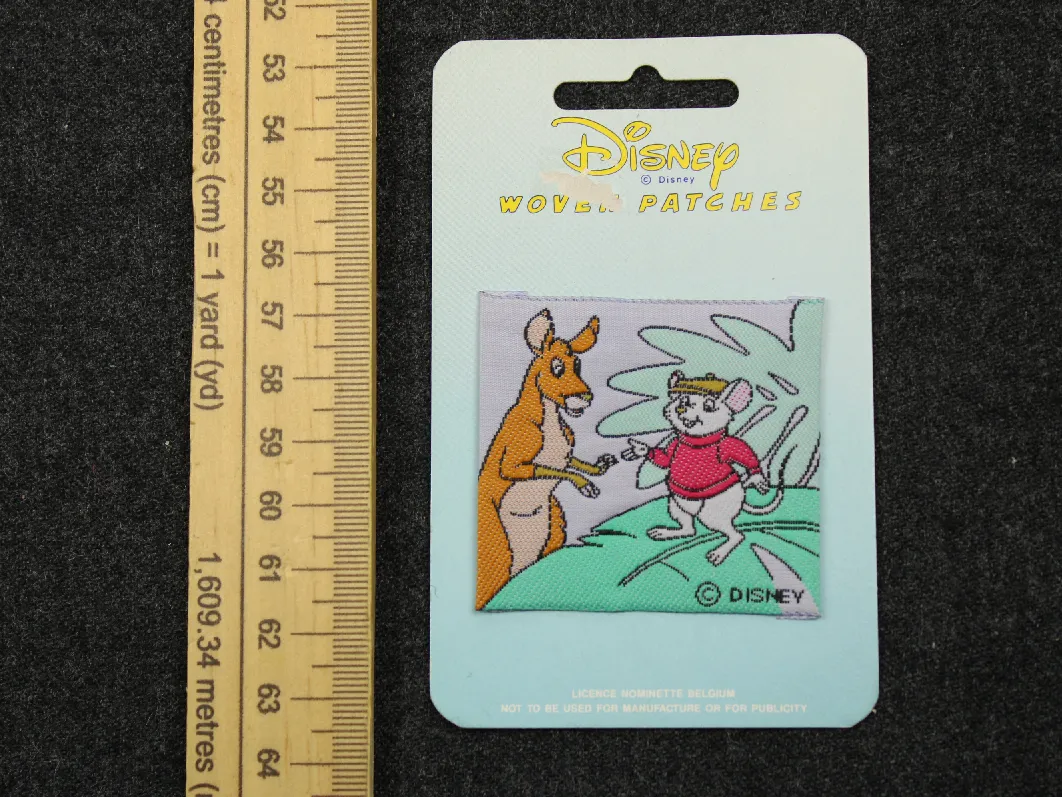 4 centimetres (cm) = 1 yard (yd)
1,609.34 metres (
52
53
54
55
56
57
58
59
60
61
62
63
64
DISNEY
© Disney
WOVEN PATCHES
© DISNEY
LICENCE NOMINETTE BELGIUM
NOT TO BE USED FOR MANUFACTURE OR FOR PUBLICITY